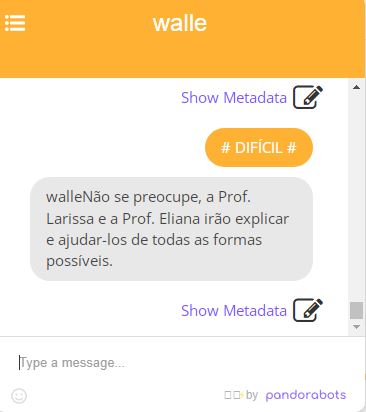 walle
Show Metadata
# DIFÍCIL #
walleNão se preocupe, a Prof.
Larissa e a Prof. Eliana irão explicar
e ajudar-los de todas as formas
possíveis.
Show Metadata
Type a message...
by pandorabots